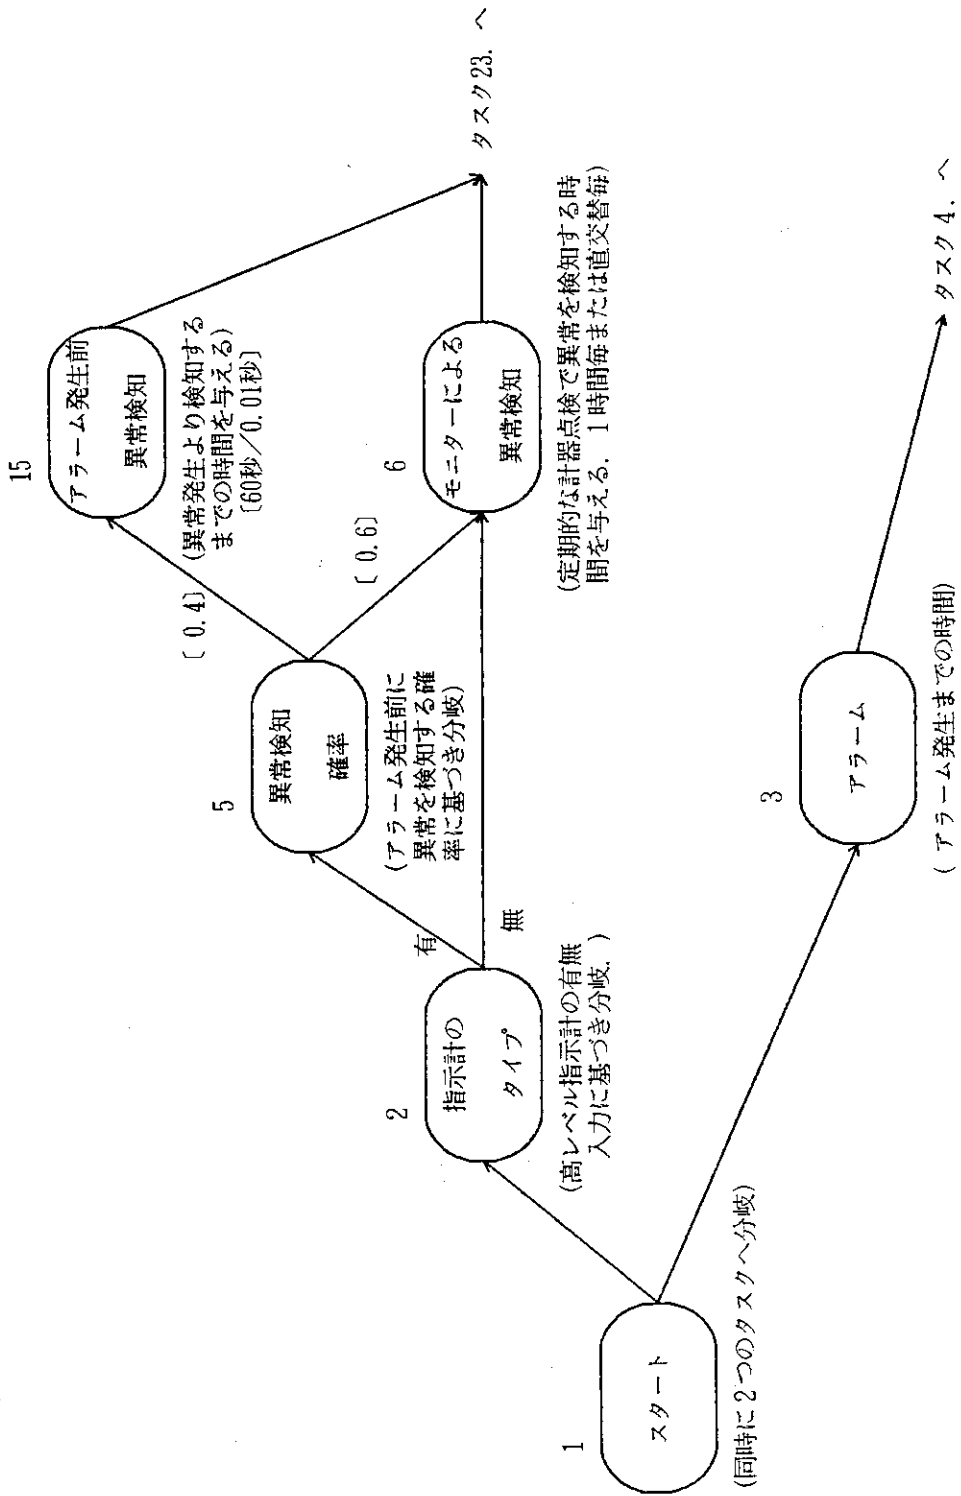 1
スタート
(同時に2つのタスクへ分岐)
2
指示計の
タイプ
(高レベル指示計の有無
入力に基づき分岐.)
有
無
5
異常検知
確率
(アラーム発生前に
異常を検知する確
率に基づき分岐)
〔0.4〕
〔0.6〕
15
アラーム発生前
異常検知
(異常発生より検知する
までの時間を与える)
〔60秒/0.01秒〕
6
モニターによる
異常検知
(定期的な計器点検で異常を検知する時
間を与える. 1時間毎または直交替毎)
タスク23. へ
3
アラーム
(アラーム発生までの時間)
タスク4. へ